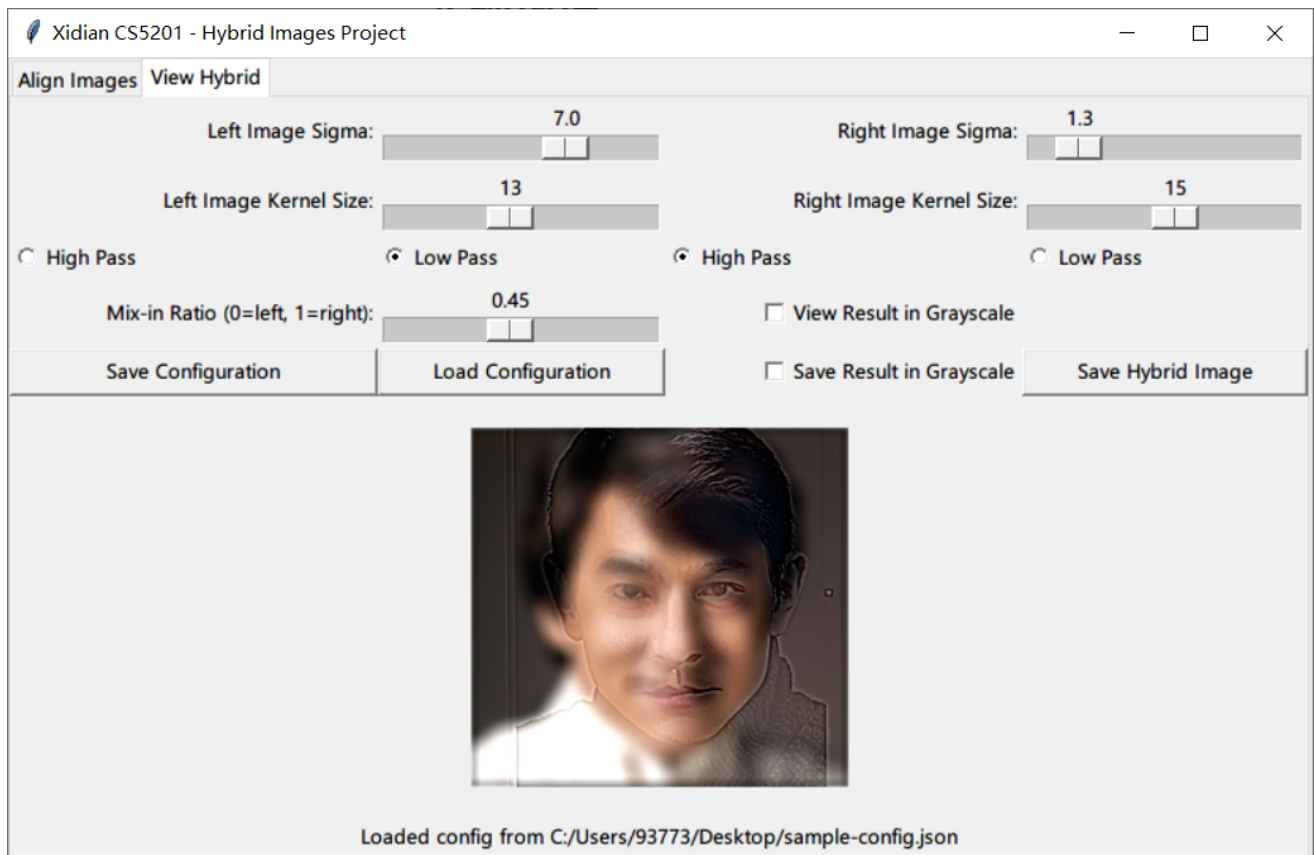 Xidian CS5201 - Hybrid Images Project
Align Images View Hybrid
7.0 1.3
Left Image Sigma: Right Image Sigma:
13 15
Left Image Kernel Size: Right Image Kernel Size:
High Pass Low Pass High Pass Low Pass
0.45
Mix-in Ratio (0=left, 1=right): View Result in Grayscale
Save Configuration Load Configuration Save Result in Grayscale Save Hybrid Image
Loaded config from C:/Users/93773/Desktop/sample-config.json